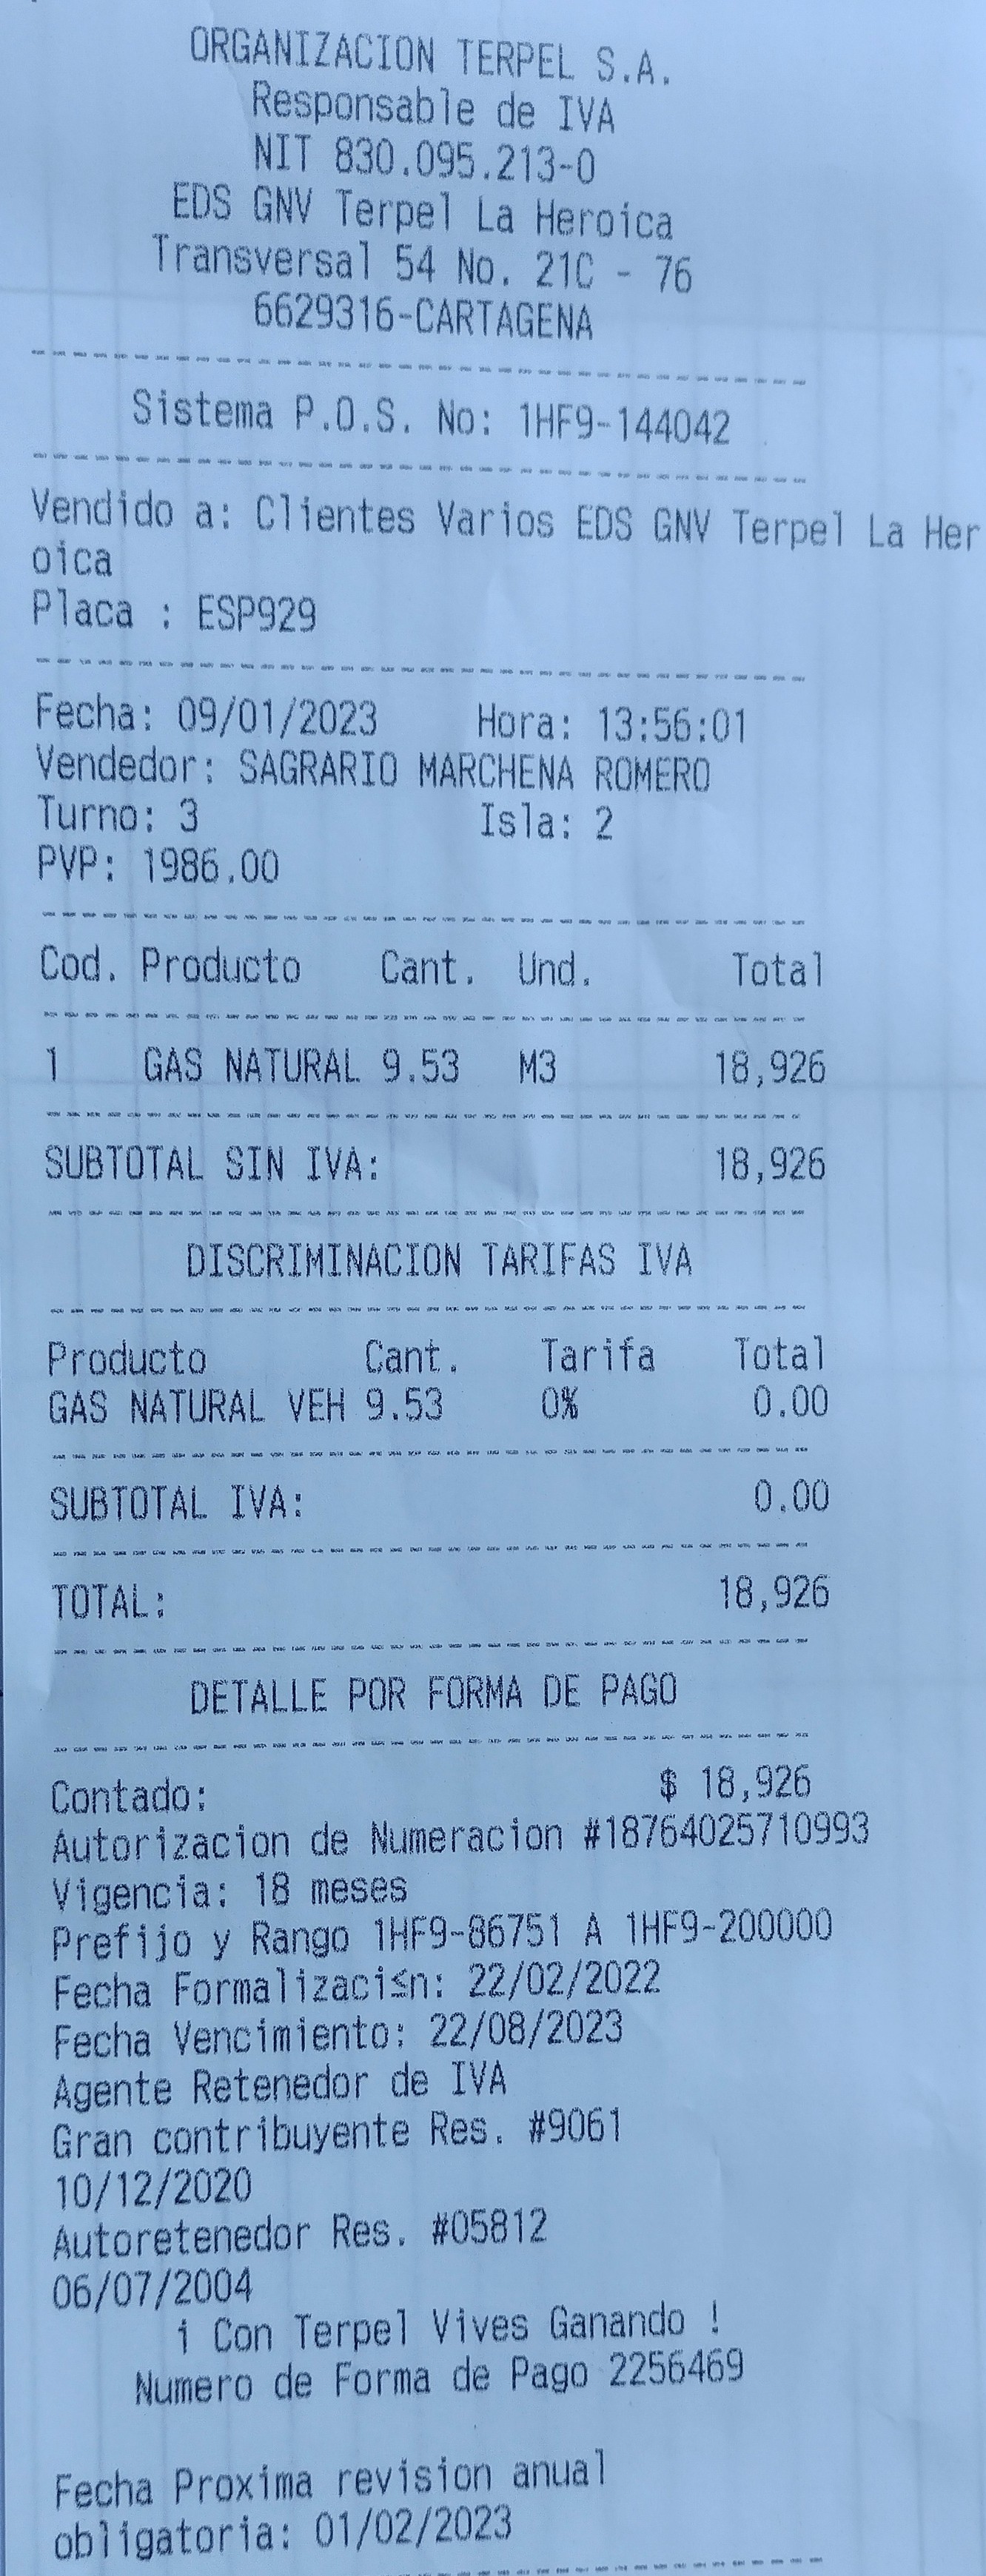 ORGANIZACION TERPEL S.A.
Responsable de IVA
NIT 830.095.213-0
EDS GNV Terpel La Heroica
Transversal 54 No. 21C - 76
6629316-CARTAGENA
Sistema P.O.S. No: 1HF9-144042
Vendido a: Clientes Varios EDS GNV Terpel La Her
oica
Placa : ESP929
Fecha: 09/01/2023 Hora: 13:56:01
Vendedor: SAGRARIO MARCHENA ROMERO
Turno: 3 Isla: 2
PVP: 1986.00
Cod. Producto Cant. Und. Total
1 GAS NATURAL 9.53 M3 18,926
SUBTOTAL SIN IVA: 18,926
DISCRIMINACION TARIFAS IVA
Producto Cant. Tarifa Total
GAS NATURAL VEH 9.53 0% 0.00
SUBTOTAL IVA: 0.00
TOTAL: 18,926
DETALLE POR FORMA DE PAGO
Contado: $ 18,926
Autorizacion de Numeracion #18764025710993
Vigencia: 18 meses
Prefijo y Rango 1HF9-86751 A 1HF9-200000
Fecha Formalizaci≤n: 22/02/2022
Fecha Vencimiento: 22/08/2023
Agente Retenedor de IVA
Gran contribuyente Res. #9061
10/12/2020
Autoretenedor Res. #05812
06/07/2004
¡ Con Terpel Vives Ganando !
Numero de Forma de Pago 2256469
Fecha Proxima revision anual
obligatoria: 01/02/2023